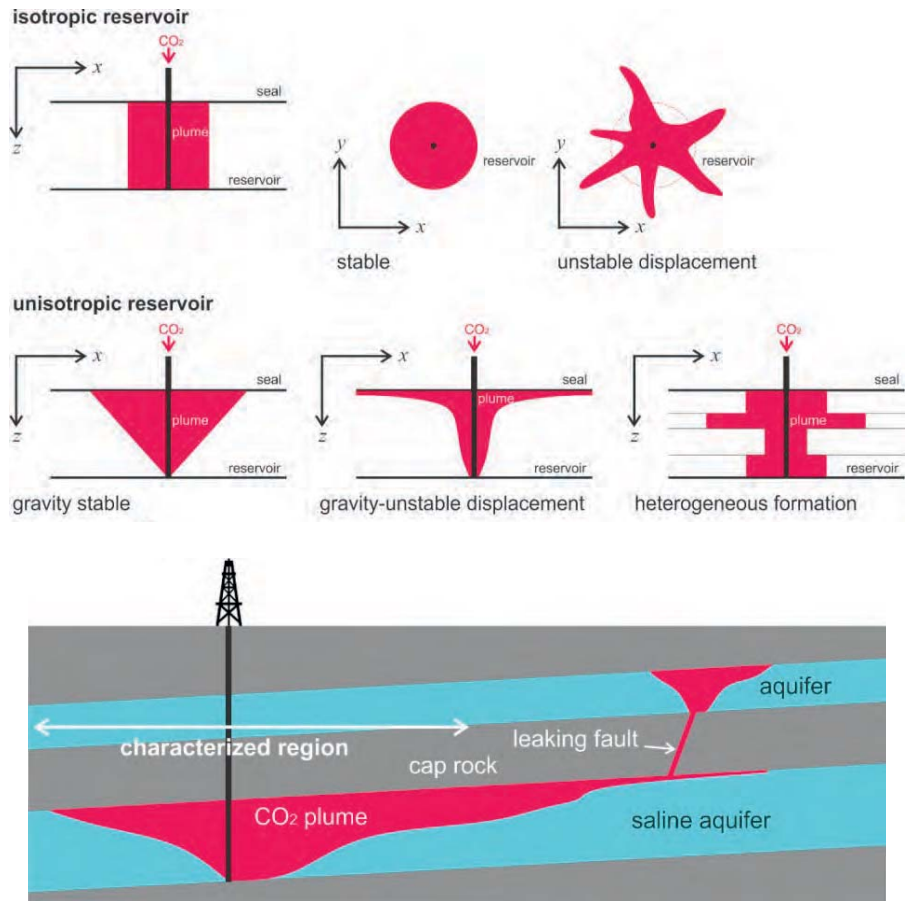 isotropic reservoir
CO₂
x
seal
z
plume
reservoir
y
reservoir
x
stable
y
reservoir
x
unstable displacement
unisotropic reservoir
CO₂
x
seal
plume
z
reservoir
gravity stable
CO₂
x
seal
plume
z
reservoir
gravity-unstable displacement
CO₂
x
seal
plume
z
reservoir
heterogeneous formation
aquifer
characterized region
leaking fault
cap rock
CO₂ plume
saline aquifer